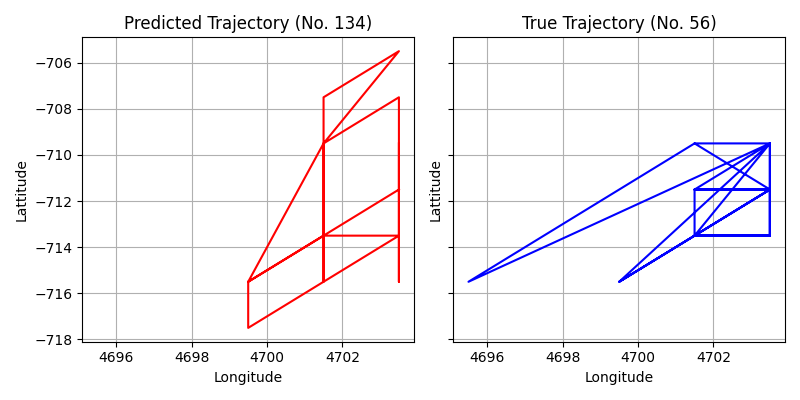 Predicted Trajectory (No. 134)
True Trajectory (No. 56)
−706
−708
−710
−712
−714
−716
−718
Lattitude
Lattitude
4696 4698 4700 4702
4696 4698 4700 4702
Longitude
Longitude